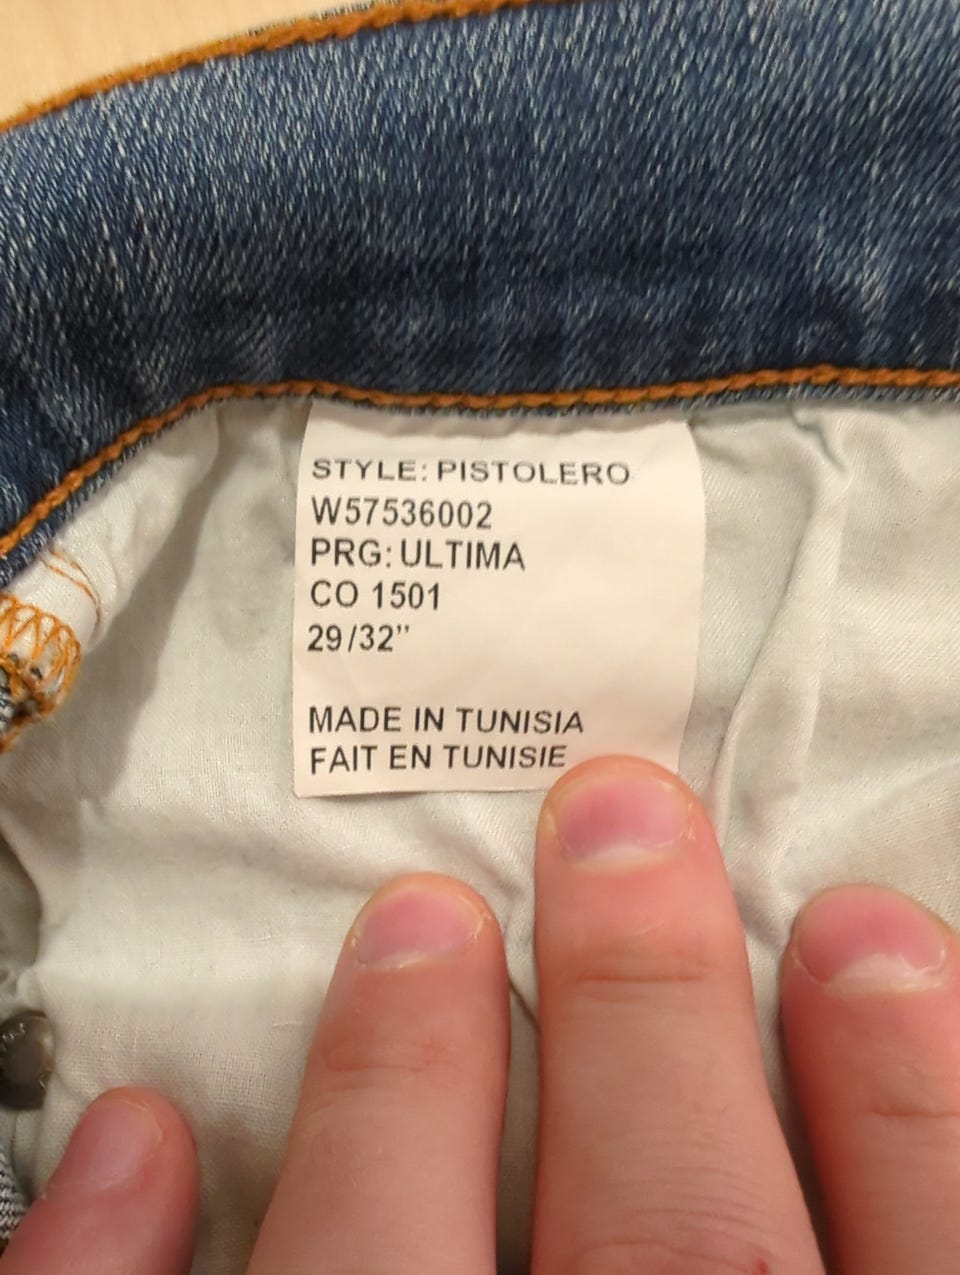 STYLE: PISTOLERO
W57536002
PRG: ULTIMA
CO 1501
29/32”
MADE IN TUNISIA
FAIT EN TUNISIE